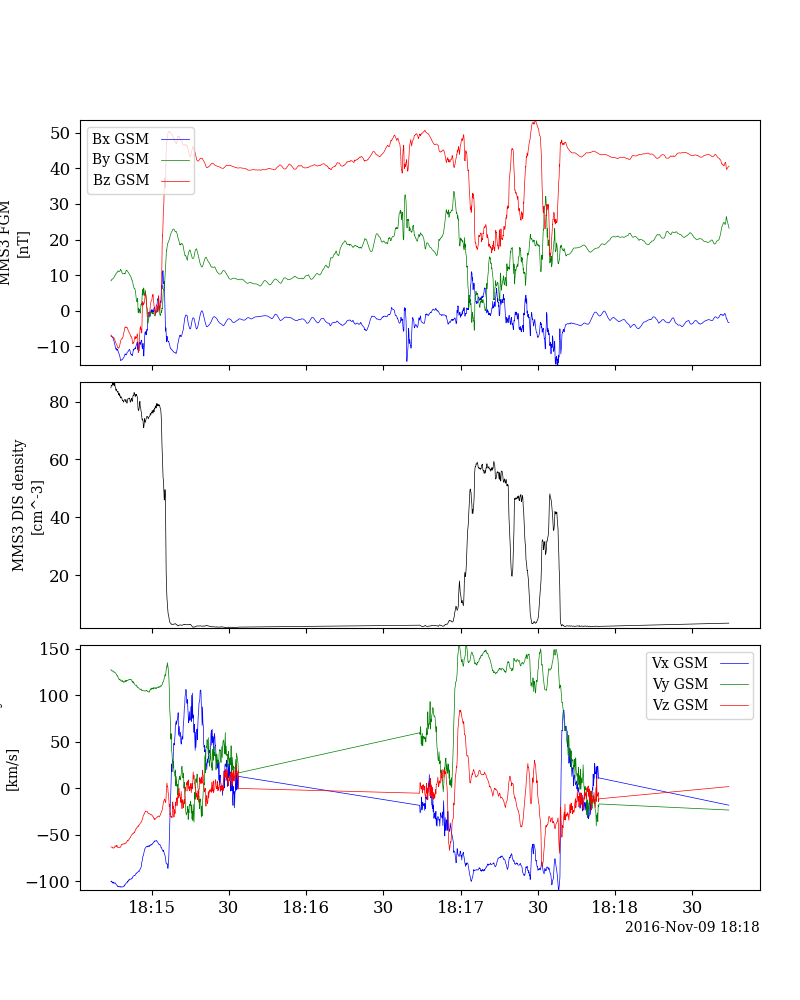 50
40
30
20
10
0
−10
MMS3 FGM
[nT]
Bx GSM
By GSM
Bz GSM
80
60
40
20
MMS3 DIS density
[cm^-3]
150
100
50
0
−50
−100
[km/s]
Vx GSM
Vy GSM
Vz GSM
18:15 30 18:16 30 18:17 30 18:18 30
2016-Nov-09 18:18